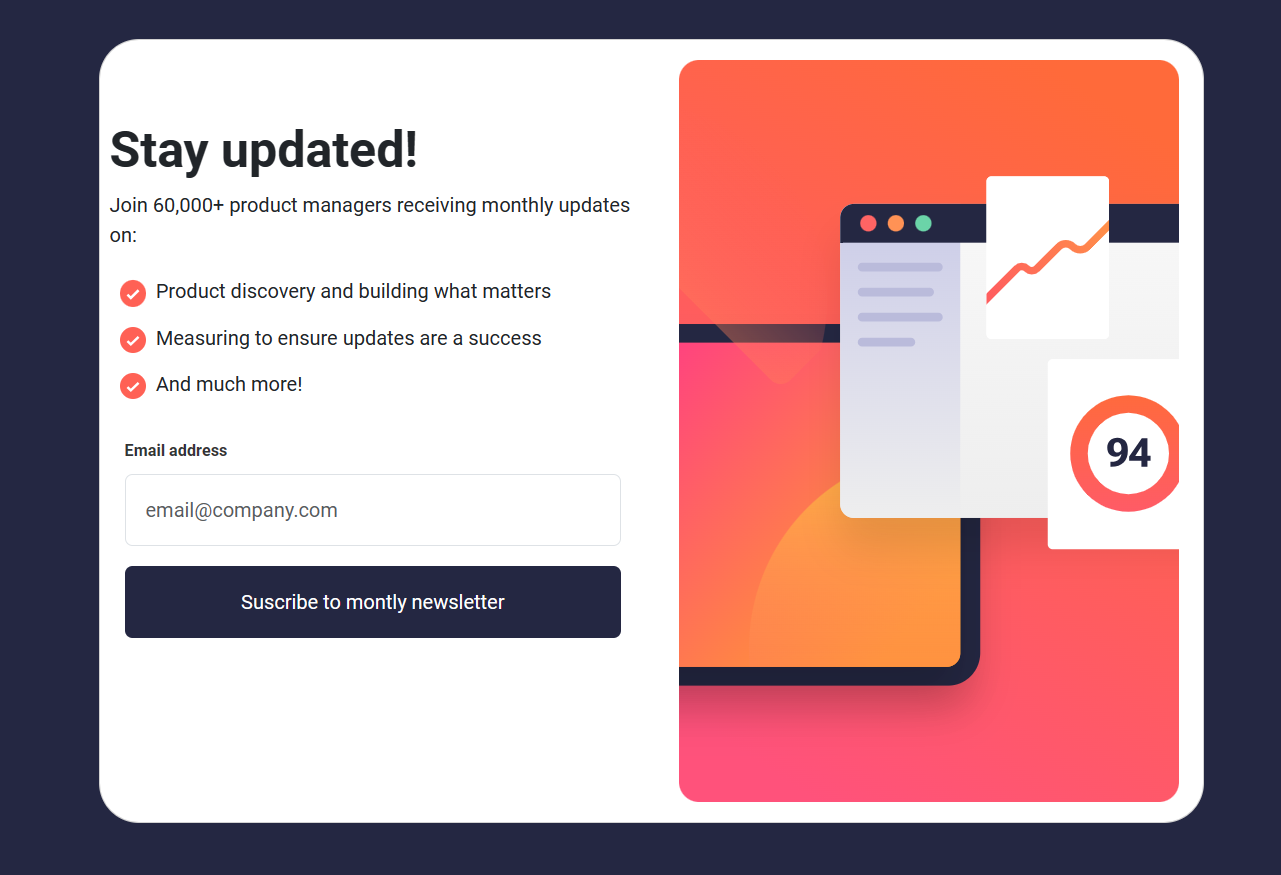 Stay updated!
Join 60,000+ product managers receiving monthly updates
on:
Product discovery and building what matters
Measuring to ensure updates are a success
And much more!
Email address
email@company.com
Suscribe to montly newsletter
94